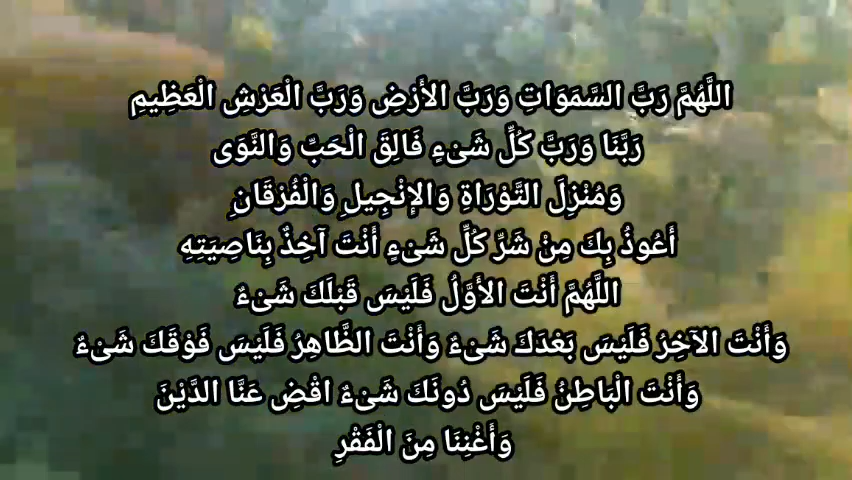 اللَّهُمَّ رَبَّ السَّمَوَاتِ وَرَبَّ الأَرْضِ وَرَبَّ الْعَرْشِ الْعَظِيمِ
رَبَّنَا وَرَبَّ كُلِّ شَىْءٍ فَالِقَ الْحَبِّ وَالنَّوَى
وَمُنْزِلَ التَّوْرَاةِ وَالإِنْجِيلِ وَالْفُرْقَانِ
أَعُوذُ بِكَ مِنْ شَرِّ كُلِّ شَىْءٍ أَنْتَ آخِذٌ بِنَاصِيَتِهِ
اللَّهُمَّ أَنْتَ الأَوَّلُ فَلَيْسَ قَبْلَكَ شَىْءٌ
وَأَنْتَ الآخِرُ فَلَيْسَ بَعْدَكَ شَىْءٌ وَأَنْتَ الظَّاهِرُ فَلَيْسَ فَوْقَكَ شَىْءٌ
وَأَنْتَ الْبَاطِنُ فَلَيْسَ دُونَكَ شَىْءٌ اقْضِ عَنَّا الدَّيْنَ
وَأَغْنِنَا مِنَ الْفَقْرِ